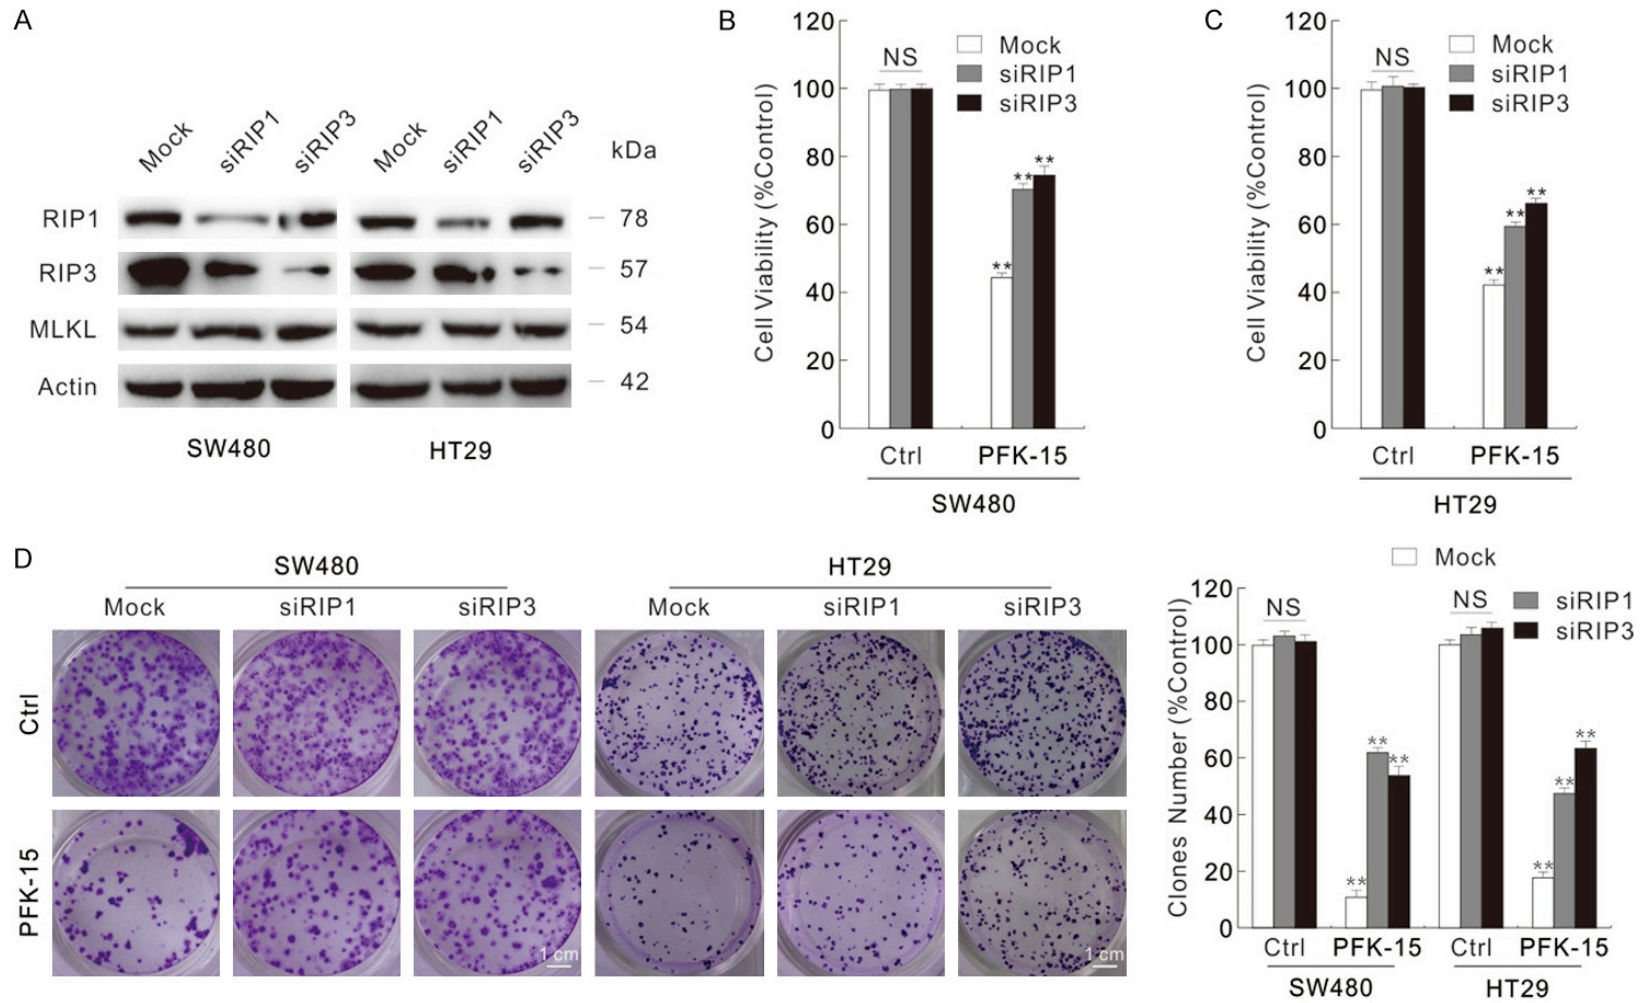 A
Mock siRIP1 siRIP3 Mock siRIP1 siRIP3 kDa
RIP1 78
RIP3 57
MLKL 54
Actin 42
SW480 HT29
B
Cell Viability (%Control)
120
100
80
60
40
20
0
NS
Mock
siRIP1
siRIP3
**
**
**
Ctrl PFK-15
SW480
C
Cell Viability (%Control)
120
100
80
60
40
20
0
NS
Mock
siRIP1
siRIP3
**
**
**
Ctrl PFK-15
HT29
D
SW480 HT29
Mock siRIP1 siRIP3 Mock siRIP1 siRIP3
Ctrl
PFK-15
1 cm 1 cm
Clones Number (%Control)
120
100
80
60
40
20
0
Mock
siRIP1
siRIP3
NS NS
**
**
**
**
**
**
Ctrl PFK-15 Ctrl PFK-15
SW480 HT29